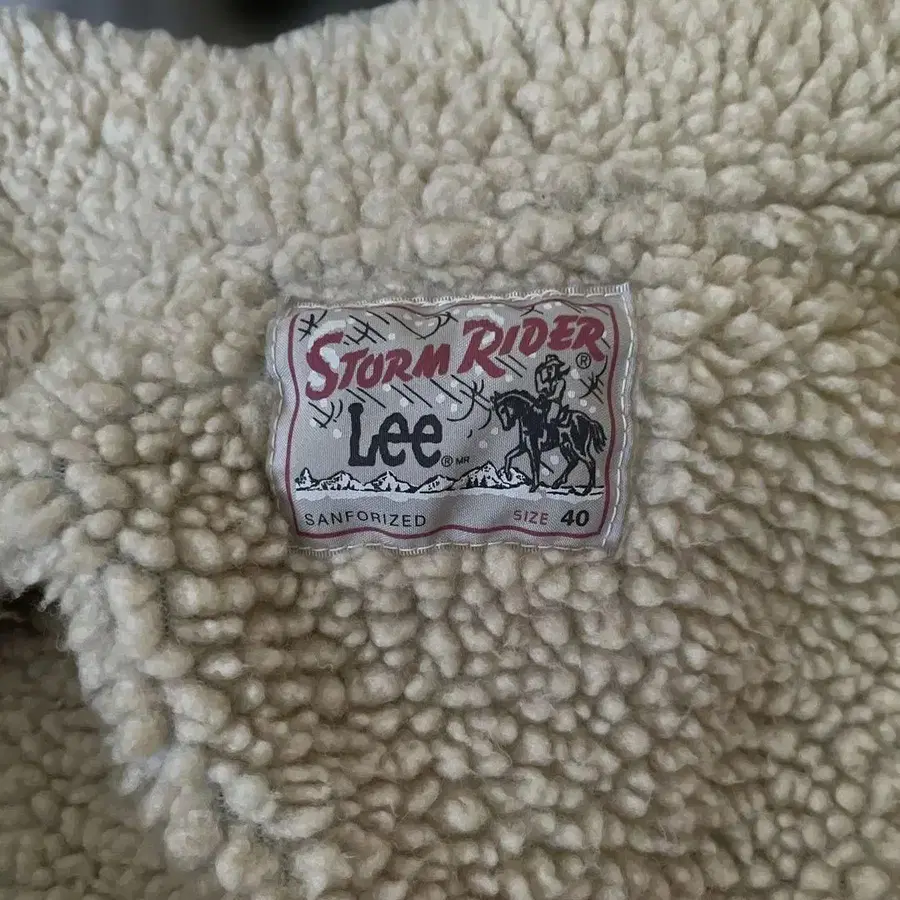 STORM RIDER ®
Lee ® MR
SANFORIZED SIZE 40